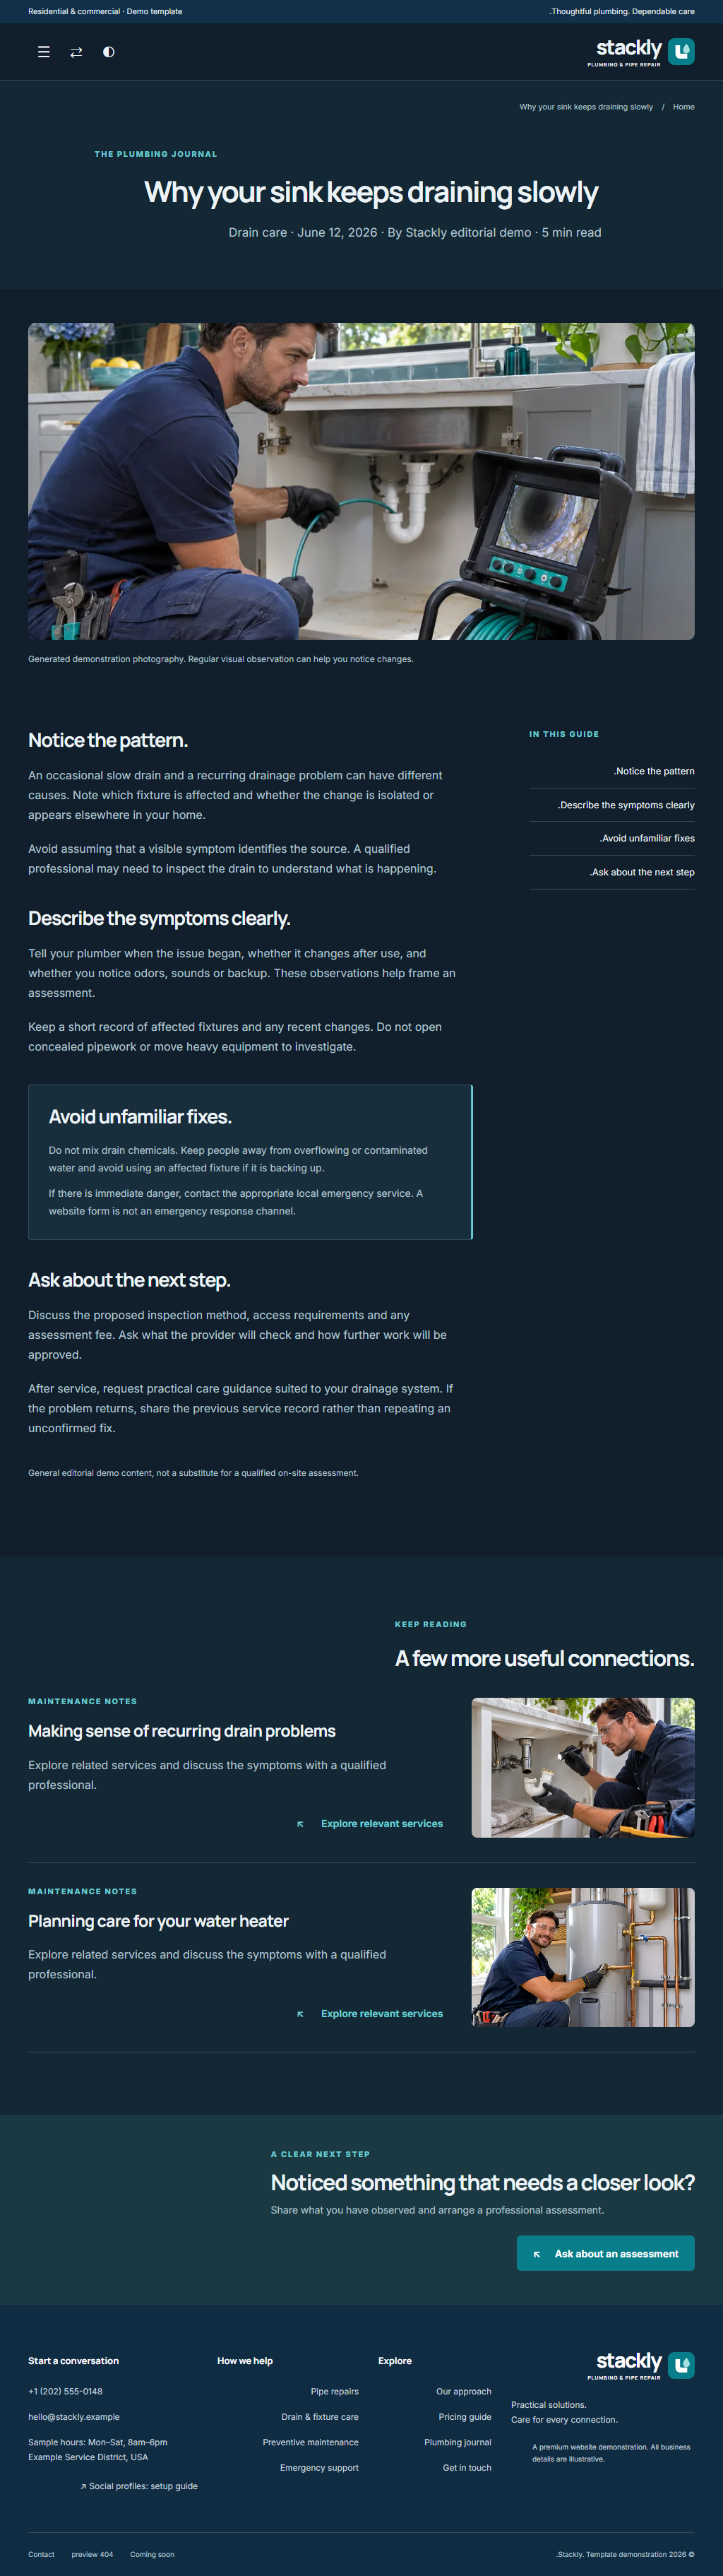 Residential & commercial · Demo template
.Thoughtful plumbing. Dependable care
stackly
PLUMBING & PIPE REPAIR
Why your sink keeps draining slowly / Home
THE PLUMBING JOURNAL
Why your sink keeps draining slowly
Drain care · June 12, 2026 · By Stackly editorial demo · 5 min read
Generated demonstration photography. Regular visual observation can help you notice changes.
Notice the pattern.
An occasional slow drain and a recurring drainage problem can have different
causes. Note which fixture is affected and whether the change is isolated or
appears elsewhere in your home.
Avoid assuming that a visible symptom identifies the source. A qualified
professional may need to inspect the drain to understand what is happening.
Describe the symptoms clearly.
Tell your plumber when the issue began, whether it changes after use, and
whether you notice odors, sounds or backup. These observations help frame an
assessment.
Keep a short record of affected fixtures and any recent changes. Do not open
concealed pipework or move heavy equipment to investigate.
Avoid unfamiliar fixes.
Do not mix drain chemicals. Keep people away from overflowing or contaminated
water and avoid using an affected fixture if it is backing up.
If there is immediate danger, contact the appropriate local emergency service. A
website form is not an emergency response channel.
Ask about the next step.
Discuss the proposed inspection method, access requirements and any
assessment fee. Ask what the provider will check and how further work will be
approved.
After service, request practical care guidance suited to your drainage system. If
the problem returns, share the previous service record rather than repeating an
unconfirmed fix.
General editorial demo content, not a substitute for a qualified on-site assessment.
IN THIS GUIDE
.Notice the pattern
.Describe the symptoms clearly
.Avoid unfamiliar fixes
.Ask about the next step
KEEP READING
A few more useful connections.
MAINTENANCE NOTES
Making sense of recurring drain problems
Explore related services and discuss the symptoms with a qualified
professional.
↖ Explore relevant services
MAINTENANCE NOTES
Planning care for your water heater
Explore related services and discuss the symptoms with a qualified
professional.
↖ Explore relevant services
A CLEAR NEXT STEP
Noticed something that needs a closer look?
Share what you have observed and arrange a professional assessment.
↖ Ask about an assessment
Start a conversation
+1 (202) 555-0148
hello@stackly.example
Sample hours: Mon–Sat, 8am–6pm
Example Service District, USA
↗ Social profiles: setup guide
How we help
Pipe repairs
Drain & fixture care
Preventive maintenance
Emergency support
Explore
Our approach
Pricing guide
Plumbing journal
Get in touch
stackly
PLUMBING & PIPE REPAIR
Practical solutions.
Care for every connection.
A premium website demonstration. All business
details are illustrative.
Contact preview 404 Coming soon
.Stackly. Template demonstration 2026 ©